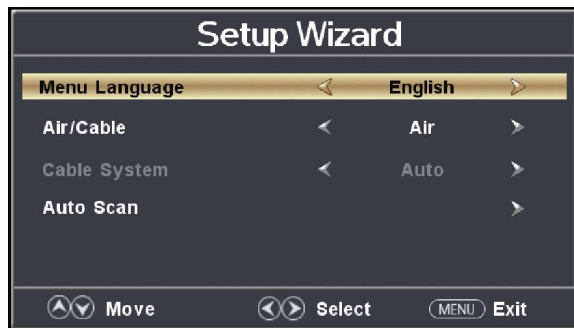 Setup Wizard
Menu Language English
Air/Cable Air
Cable System Auto
Auto Scan
Move Select MENU Exit